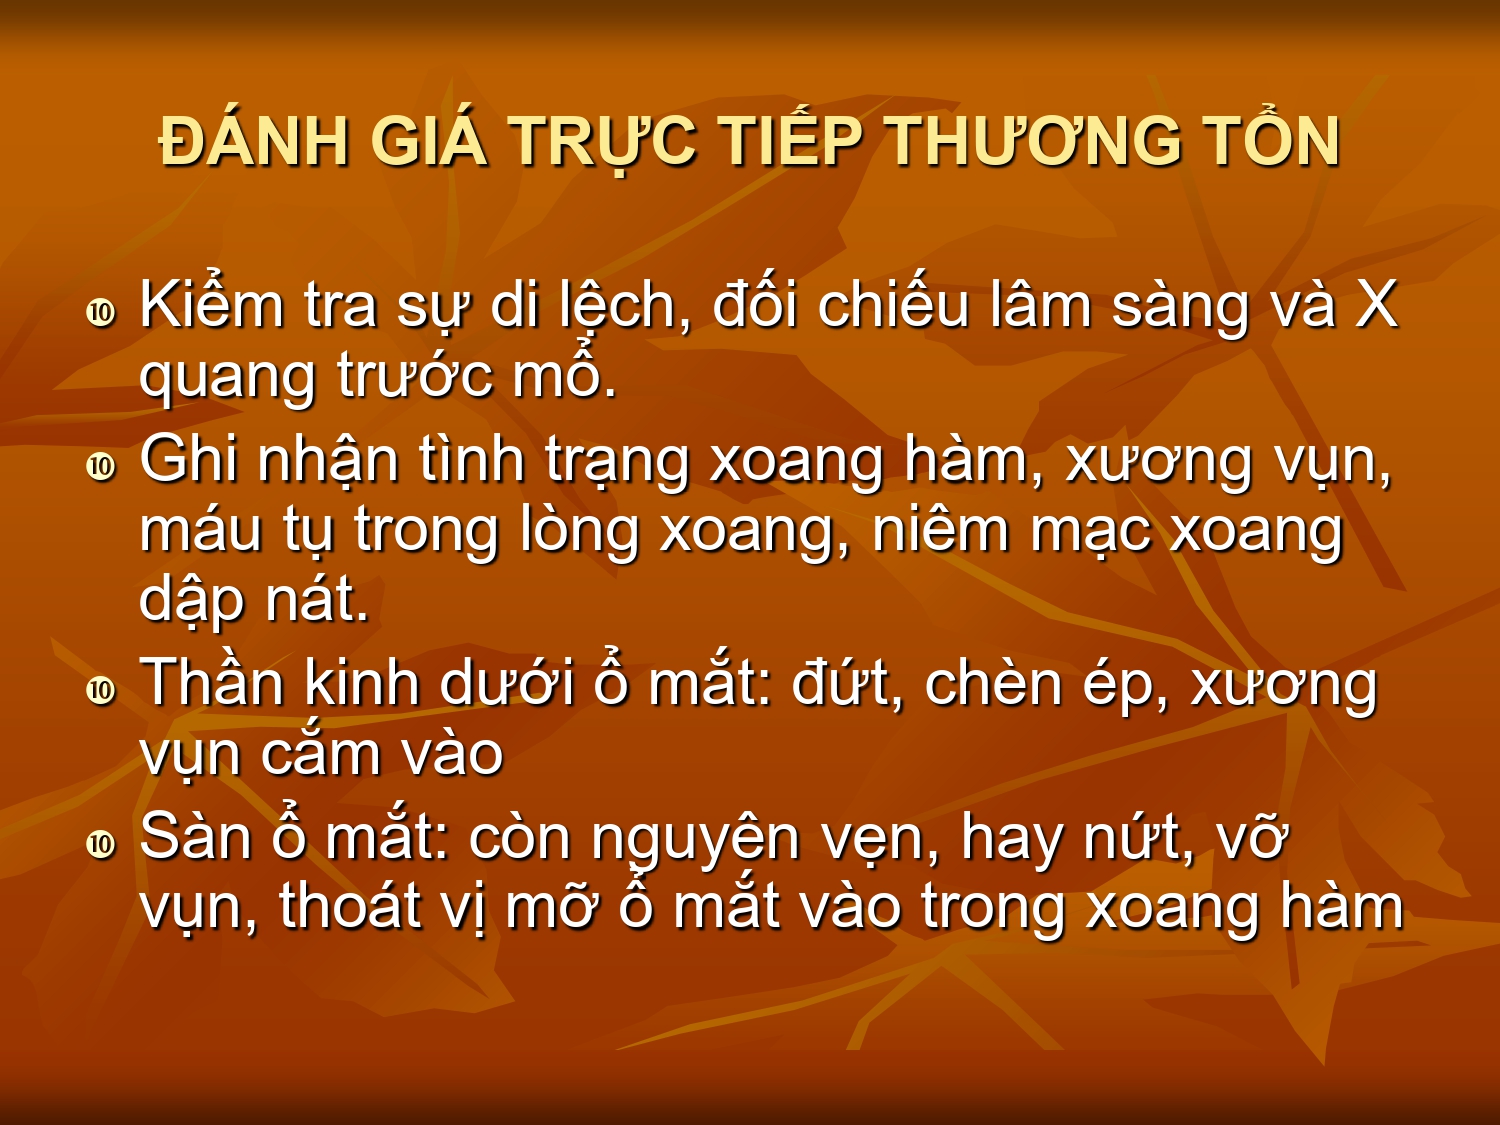 ĐÁNH GIÁ TRỰC TIẾP THƯƠNG TỔN
❿ Kiểm tra sự di lệch, đối chiếu lâm sàng và X
quang trước mổ.
❿ Ghi nhận tình trạng xoang hàm, xương vụn,
máu tụ trong lòng xoang, niêm mạc xoang
dập nát.
❿ Thần kinh dưới ổ mắt: đứt, chèn ép, xương
vụn cắm vào
❿ Sàn ổ mắt: còn nguyên vẹn, hay nứt, vỡ
vụn, thoát vị mỡ ổ mắt vào trong xoang hàm